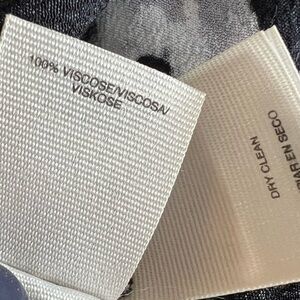 100% VISCOSE/VISCOSA/
VISKOSE
DRY CLEAN
EN SECO